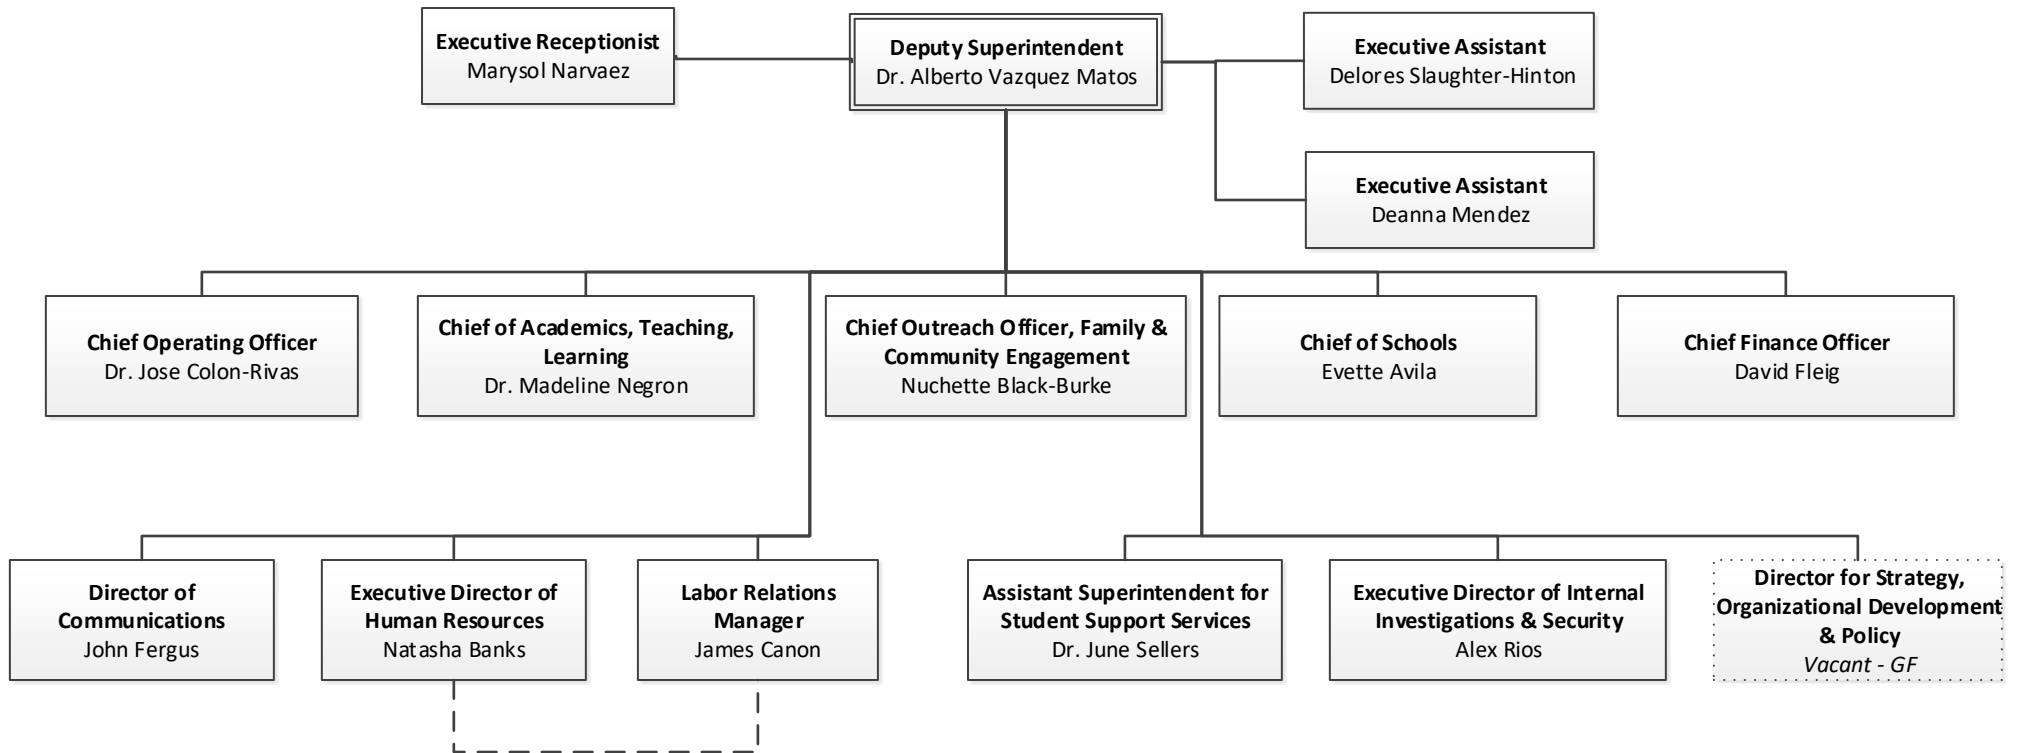 Executive Receptionist
Marysol Narvaez
Deputy Superintendent
Dr. Alberto Vazquez Matos
Executive Assistant
Delores Slaughter-Hinton
Executive Assistant
Deanna Mendez
Chief Operating Officer
Dr. Jose Colon-Rivas
Chief of Academics, Teaching,
Learning
Dr. Madeline Negron
Chief Outreach Officer, Family &
Community Engagement
Nuchette Black-Burke
Chief of Schools
Evette Avila
Chief Finance Officer
David Fleig
Director of
Communications
John Fergus
Executive Director of
Human Resources
Natasha Banks
Labor Relations
Manager
James Canon
Assistant Superintendent for
Student Support Services
Dr. June Sellers
Executive Director of Internal
Investigations & Security
Alex Rios
Director for Strategy,
Organizational Development
& Policy
Vacant - GF